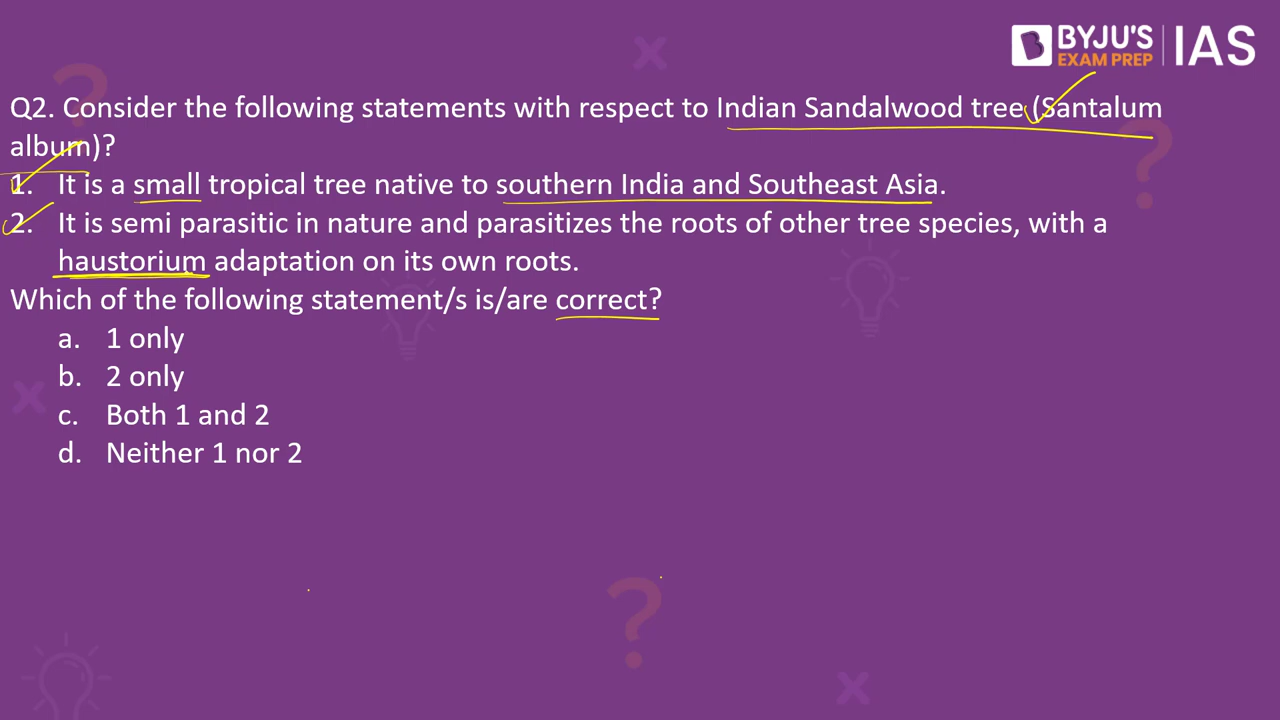 BYJU'S
EXAM PREP
IAS
Q2. Consider the following statements with respect to Indian Sandalwood tree (Santalum
album)?
1. It is a small tropical tree native to southern India and Southeast Asia.
2. It is semi parasitic in nature and parasitizes the roots of other tree species, with a
haustorium adaptation on its own roots.
Which of the following statement/s is/are correct?
a. 1 only
b. 2 only
c. Both 1 and 2
d. Neither 1 nor 2